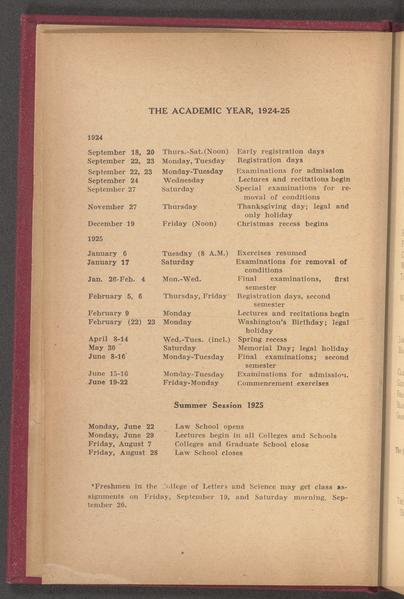 THE ACADEMIC YEAR, 1924-25
1924
September 18, 20 Thurs.-Sat.(Noon) Early registration days
September 22, 23 Monday, Tuesday Registration days
September 22, 23 Monday-Tuesday Examinations for admission
September 24 Wednesday Lectures and recitations begin
September 27 Saturday Special examinations for re-
moval of conditions
November 27 Thursday Thanksgiving day; legal and
only holiday
December 19 Friday (Noon) Christmas recess begins
1925
January 6 Tuesday (8 A.M.) Exercises resumed
January 17 Saturday Examinations for removal of
conditions
Jan. 26-Feb. 4 Mon.-Wed. Final examinations, first
semester
February 5, 6 Thursday, Friday Registration days, second
semester
February 9 Monday Lectures and recitations begin
February (22) 23 Monday Washington's Birthday; legal
holiday
April 8-14 Wed.-Tues. (incl.) Spring recess
May 30 Saturday Memorial Day; legal holiday
June 8-16 Monday-Tuesday Final examinations; second
semester
June 15-16 Monday-Tuesday Examinations for admission.
June 19-22 Friday-Monday Commencement exercises
Summer Session 1925
Monday, June 22 Law School opens
Monday, June 29 Lectures begin in all Colleges and Schools
Friday, August 7 Colleges and Graduate School close
Friday, August 28 Law School closes
*Freshmen in the College of Letters and Science may get class as-
signments on Friday, September 19, and Saturday morning, Sep-
tember 20.